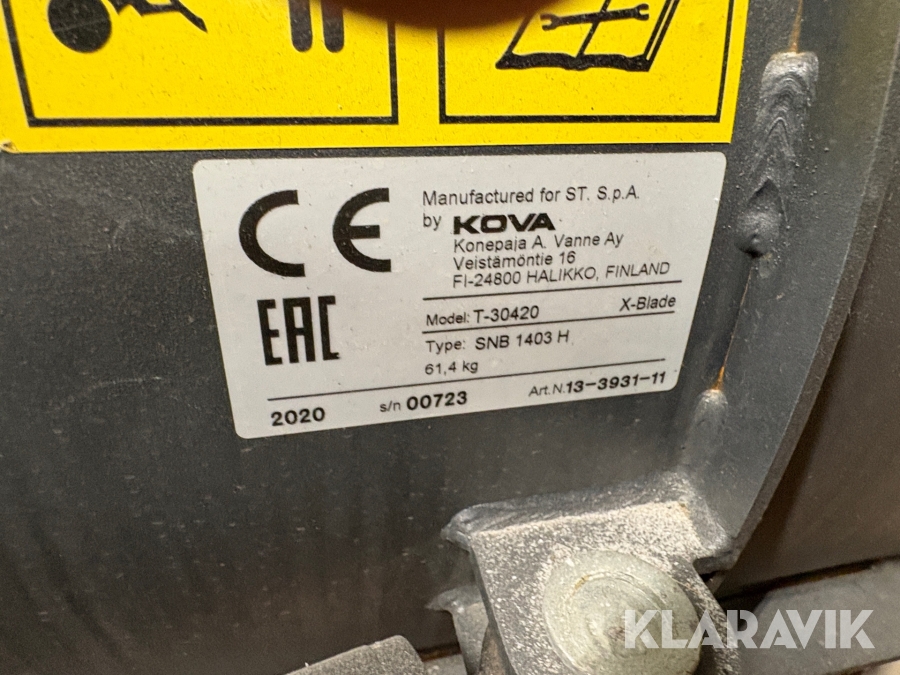 CE
EAC
Manufactured for ST. S.p.A.
by KOVA
Konepaja A. Vanne Ay
Veistämöntie 16
FI-24800 HALIKKO, FINLAND
Model: T-30420 X-Blade
Type: SNB 1403 H
61,4 kg
2020 s/n 00723 Art.N.13-3931-11
KLARAVIK